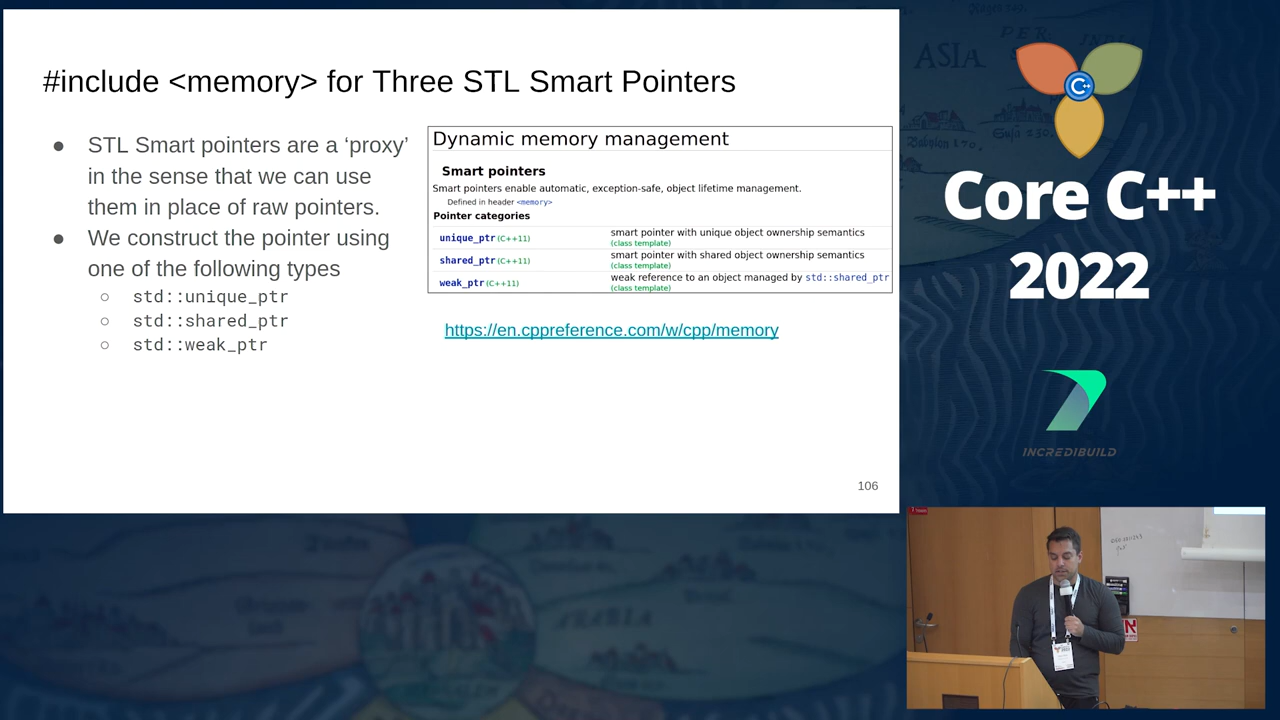 #include <memory> for Three STL Smart Pointers
● STL Smart pointers are a ‘proxy’
in the sense that we can use
them in place of raw pointers.
● We construct the pointer using
one of the following types
○ std::unique_ptr
○ std::shared_ptr
○ std::weak_ptr
Dynamic memory management
Smart pointers
Smart pointers enable automatic, exception-safe, object lifetime management.
Defined in header <memory>
Pointer categories
unique_ptr (C++11) smart pointer with unique object ownership semantics
(class template)
shared_ptr (C++11) smart pointer with shared object ownership semantics
(class template)
weak_ptr (C++11) weak reference to an object managed by std::shared_ptr
(class template)
https://en.cppreference.com/w/cpp/memory
106
ASIA
PER
INDIA
C++
Core C++
2022
INCREDIBUILD
ARABIA